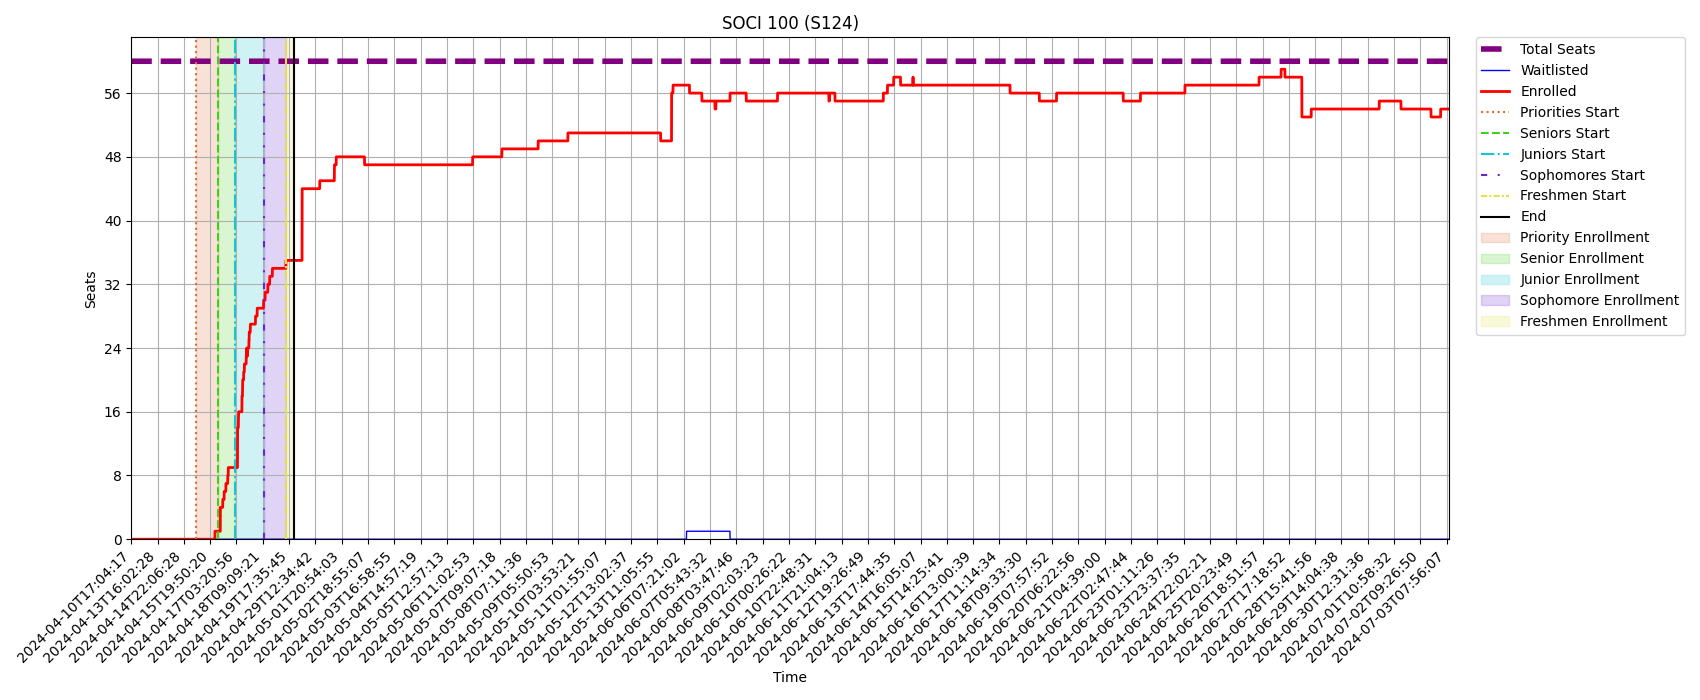 SOCI 100 (S124)
Seats
56
48
40
32
24
16
8
0
2024-04-10T17:04:17
2024-04-13T16:02:28
2024-04-14T22:06:28
2024-04-15T19:50:20
2024-04-17T03:20:56
2024-04-18T09:09:21
2024-04-19T17:35:45
2024-04-29T12:34:42
2024-05-01T20:54:03
2024-05-02T18:55:07
2024-05-03T16:58:55
2024-05-04T14:57:19
2024-05-05T12:57:13
2024-05-06T11:02:53
2024-05-07T09:07:18
2024-05-08T07:11:36
2024-05-09T05:50:53
2024-05-10T03:53:21
2024-05-11T01:55:07
2024-05-12T13:02:37
2024-05-13T11:05:55
2024-06-06T07:21:02
2024-06-07T05:43:32
2024-06-08T03:47:46
2024-06-09T02:03:23
2024-06-10T00:26:22
2024-06-10T22:48:31
2024-06-11T21:04:13
2024-06-12T19:26:49
2024-06-13T17:44:35
2024-06-14T16:05:07
2024-06-15T14:25:41
2024-06-16T13:00:39
2024-06-17T11:14:34
2024-06-18T09:33:30
2024-06-19T07:57:52
2024-06-20T06:22:56
2024-06-21T04:39:00
2024-06-22T02:47:44
2024-06-23T01:11:26
2024-06-23T23:37:35
2024-06-24T22:02:21
2024-06-25T20:23:49
2024-06-26T18:51:57
2024-06-27T17:18:52
2024-06-28T15:41:56
2024-06-29T14:04:38
2024-06-30T12:31:36
2024-07-01T10:58:32
2024-07-02T09:26:50
2024-07-03T07:56:07
Time
Total Seats
Waitlisted
Enrolled
Priorities Start
Seniors Start
Juniors Start
Sophomores Start
Freshmen Start
End
Priority Enrollment
Senior Enrollment
Junior Enrollment
Sophomore Enrollment
Freshmen Enrollment